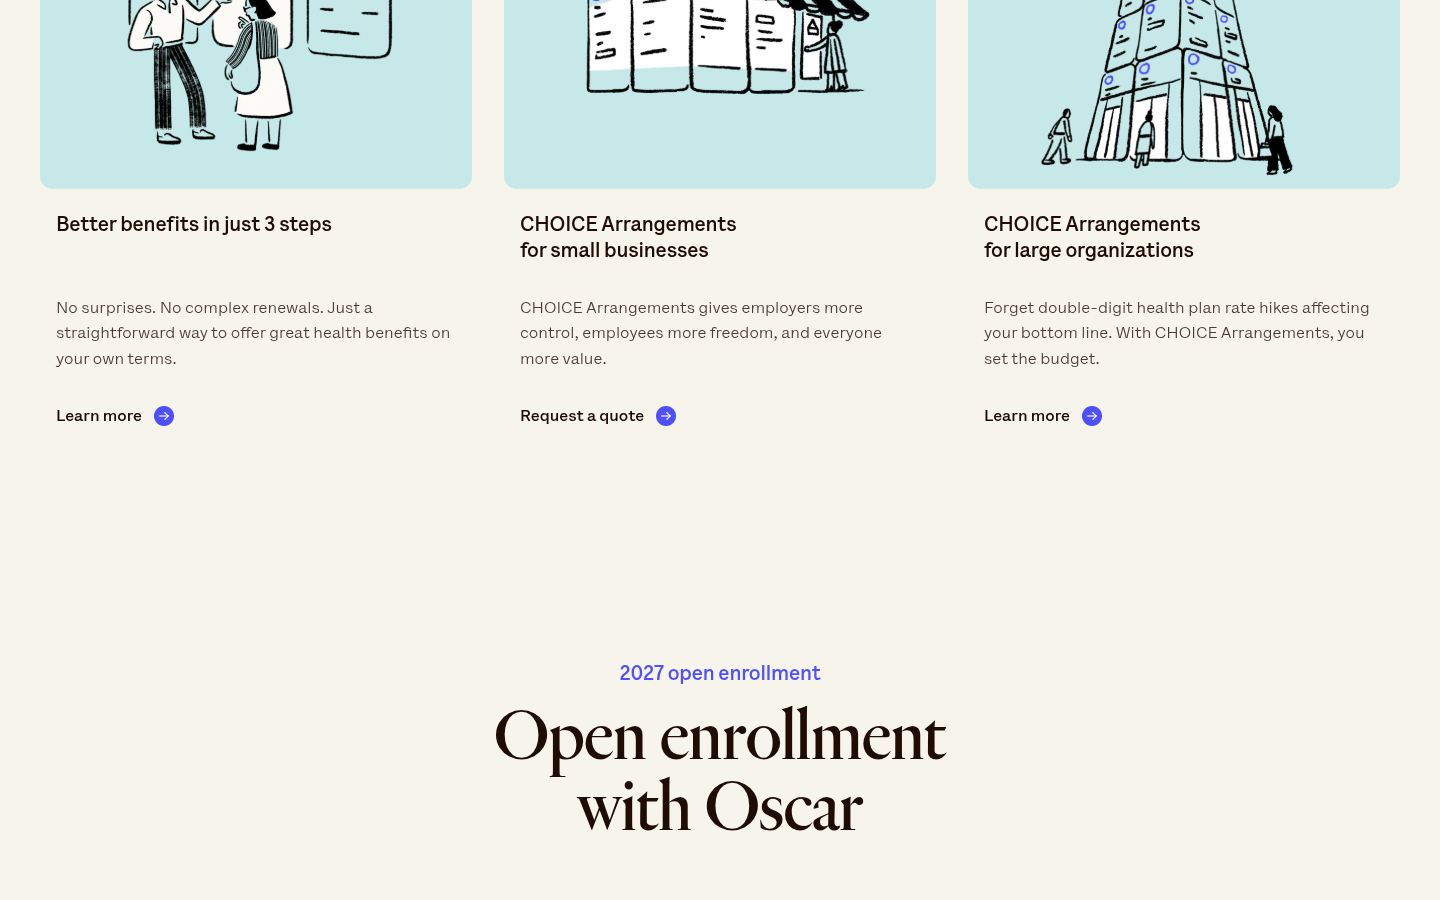 Better benefits in just 3 steps
No surprises. No complex renewals. Just a
straightforward way to offer great health benefits on
your own terms.
Learn more
CHOICE Arrangements
for small businesses
CHOICE Arrangements gives employers more
control, employees more freedom, and everyone
more value.
Request a quote
CHOICE Arrangements
for large organizations
Forget double-digit health plan rate hikes affecting
your bottom line. With CHOICE Arrangements, you
set the budget.
Learn more
2027 open enrollment
Open enrollment
with Oscar